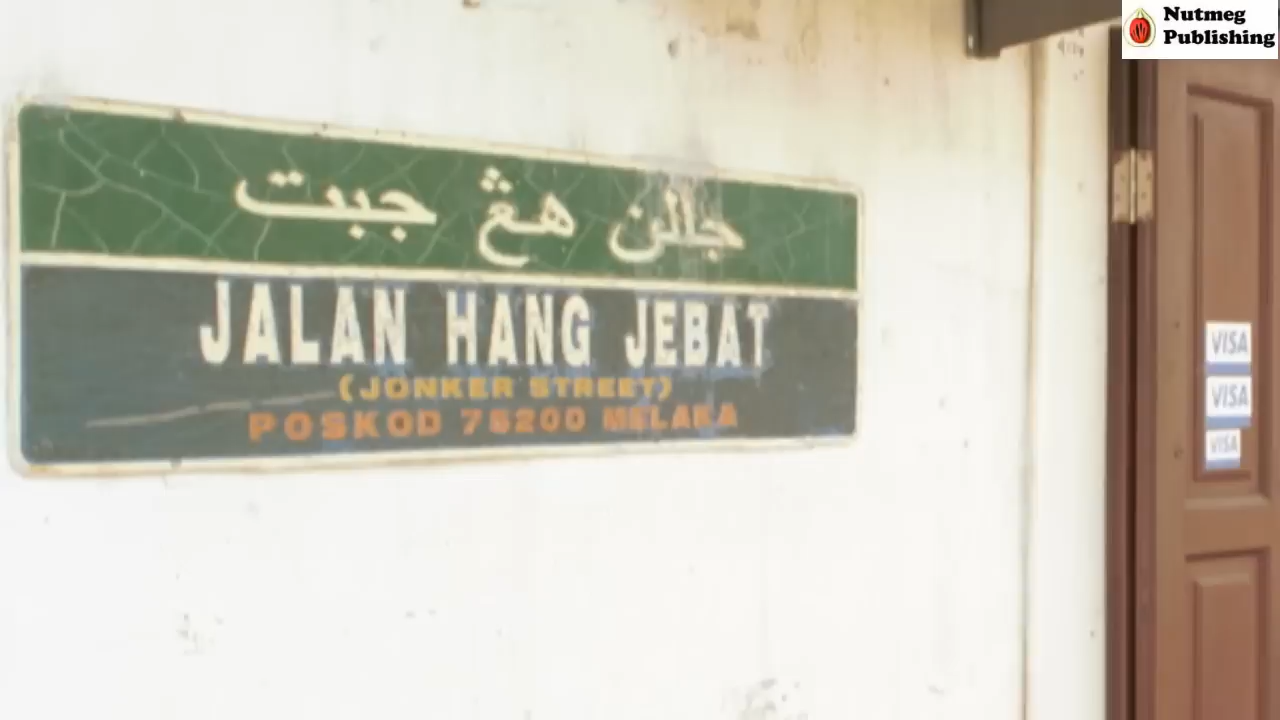 Nutmeg
Publishing
جالن هڠ جبت
JALAN HANG JEBAT
(JONKER STREET)
POSKOD 75200 MELAKA
VISA
VISA
VISA